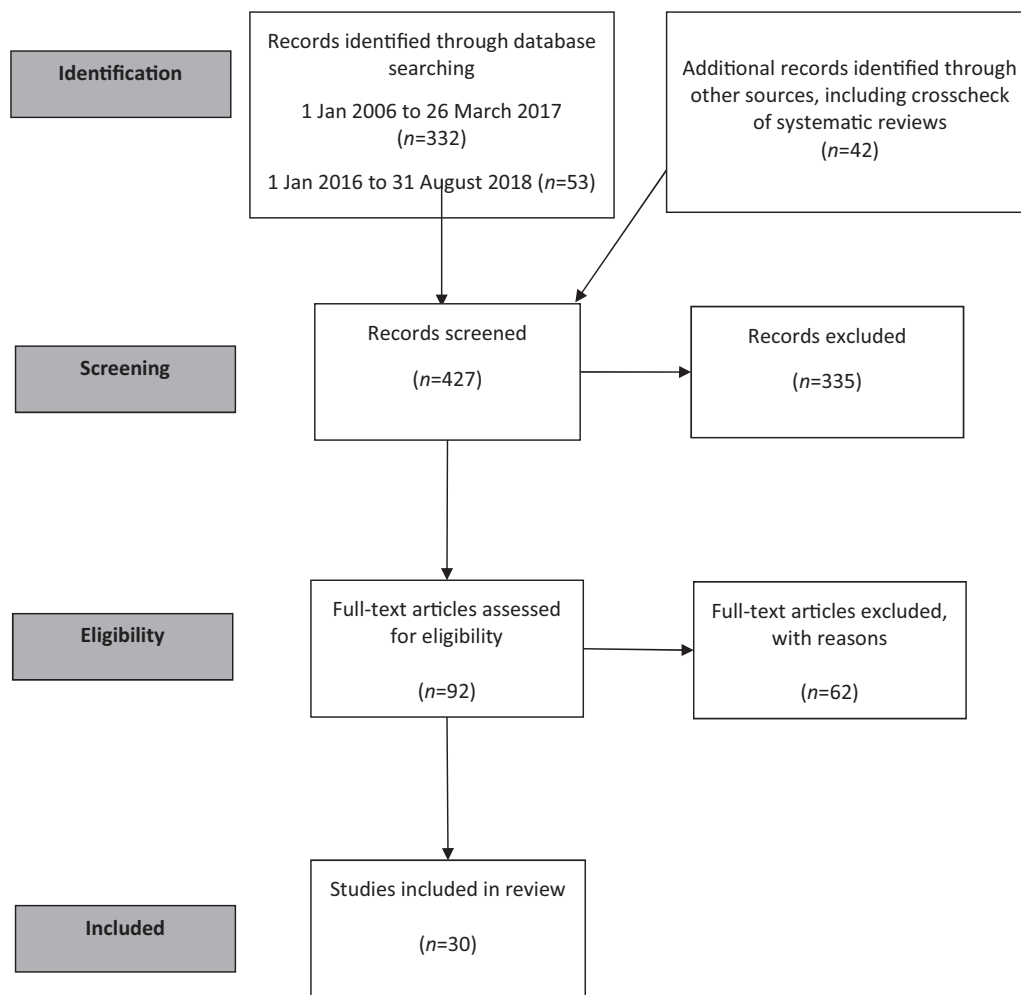 Identification
Records identified through database
searching
1 Jan 2006 to 26 March 2017
(n=332)
1 Jan 2016 to 31 August 2018 (n=53)
Additional records identified through
other sources, including crosscheck
of systematic reviews
(n=42)
Screening
Records screened
(n=427)
Records excluded
(n=335)
Eligibility
Full-text articles assessed
for eligibility
(n=92)
Full-text articles excluded,
with reasons
(n=62)
Included
Studies included in review
(n=30)